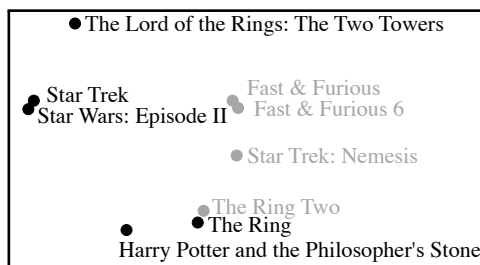 The Lord of the Rings: The Two Towers
Fast & Furious
Star Trek
Fast & Furious 6
Star Wars: Episode II
Star Trek: Nemesis
The Ring Two
The Ring
Harry Potter and the Philosopher's Stone